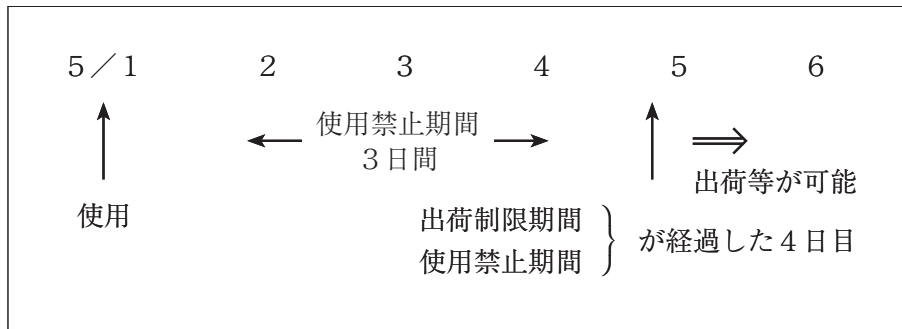 5／1 2 3 4 5 6
使用禁止期間
3日間
出荷等が可能
使用
出荷制限期間
使用禁止期間
が経過した4日目